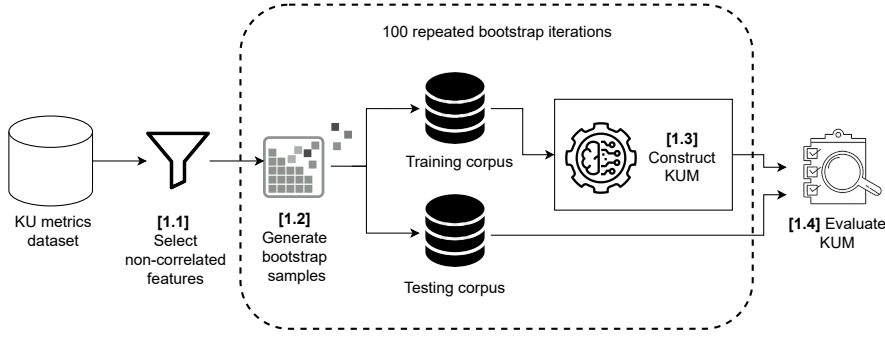 100 repeated bootstrap iterations
KU metrics
dataset
[1.1]
Select
non-correlated
features
[1.2]
Generate
bootstrap
samples
Training corpus
Testing corpus
[1.3]
Construct
KUM
[1.4] Evaluate
KUM